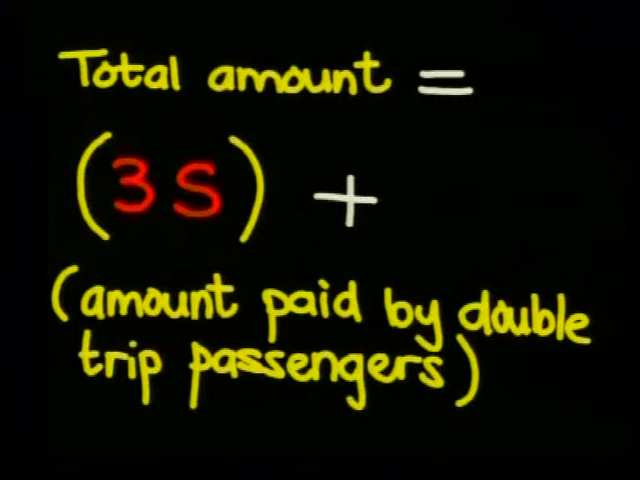 Total amount =
(3S) +
(amount paid by double
trip passengers)